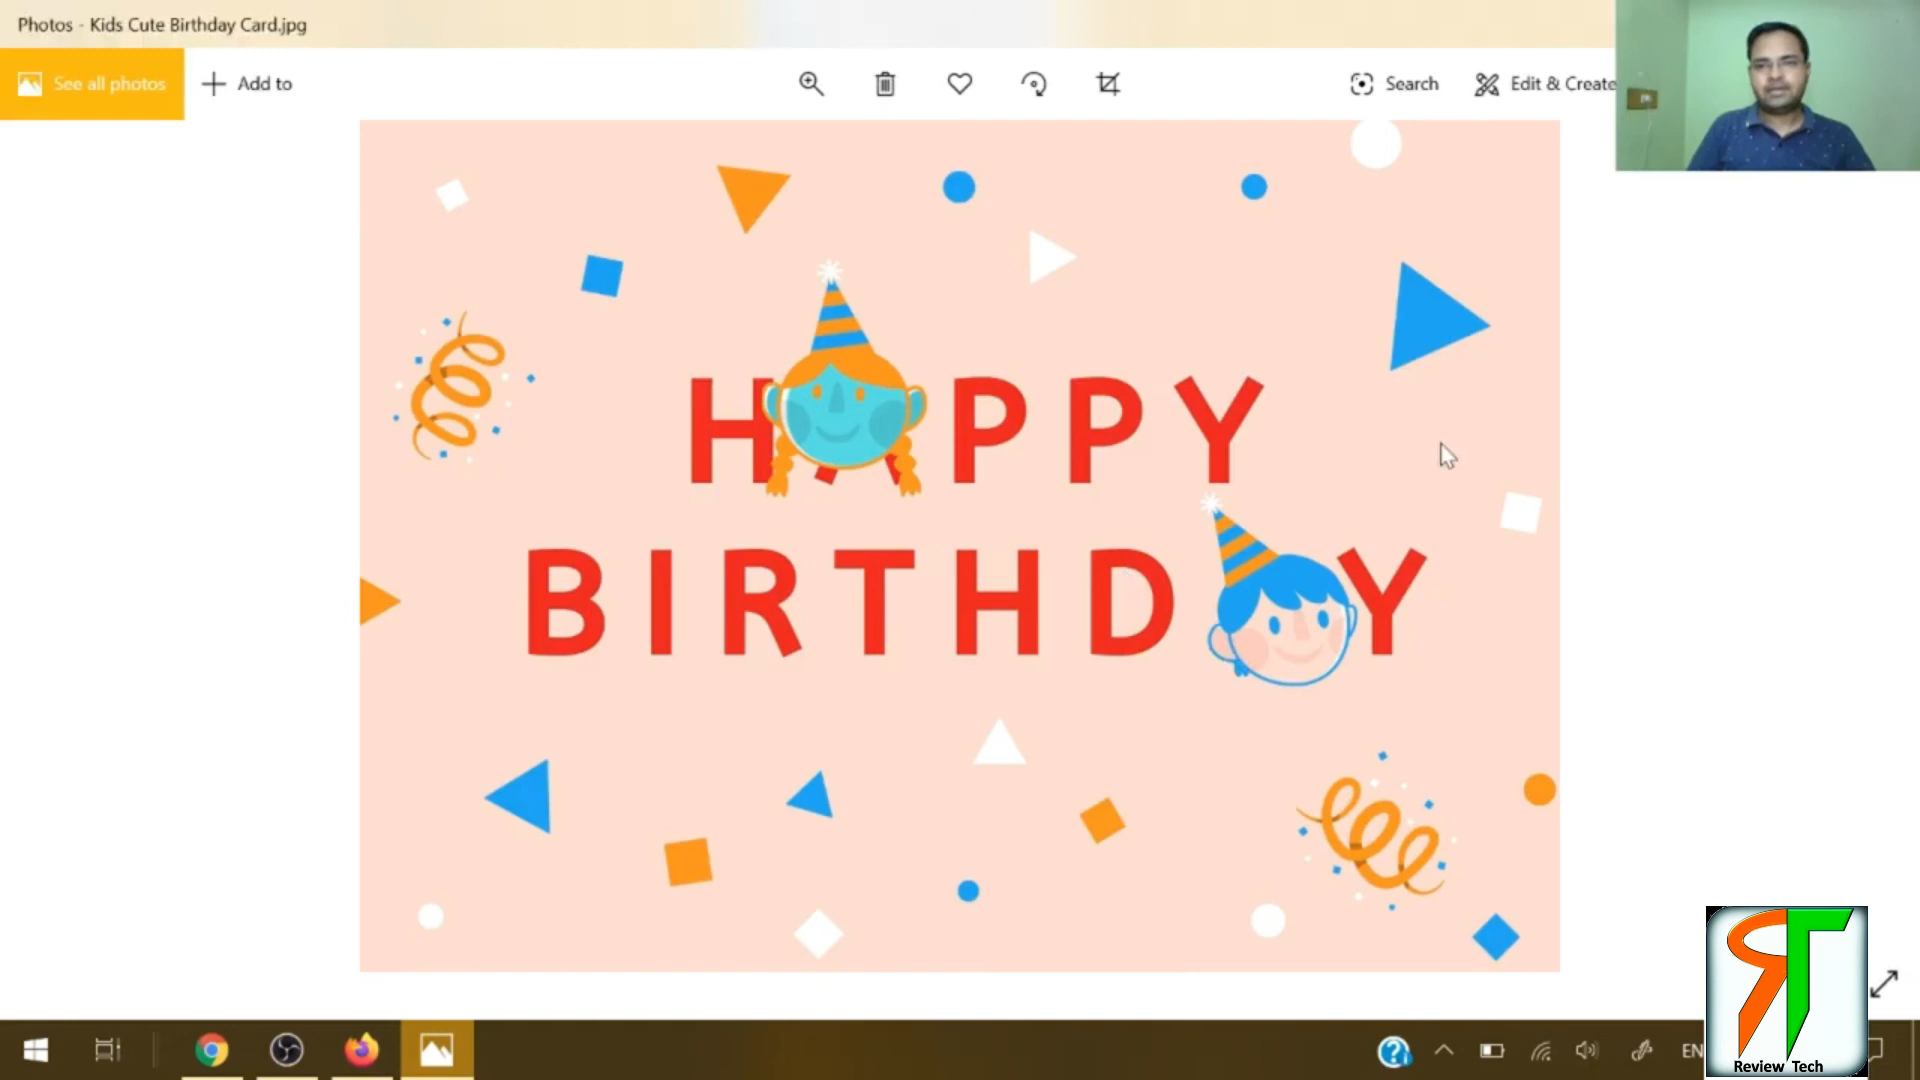 Photos - Kids Cute Birthday Card.jpg
See all photos
Add to
Search
Edit & Create
HAPPY
BIRTHDAY
EN
Review Tech